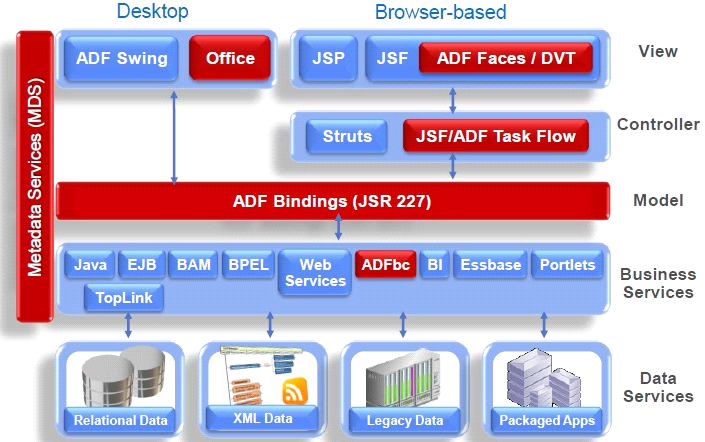 Desktop
Browser-based
ADF Swing
Office
JSP
JSF
ADF Faces / DVT
View
Struts
JSF/ADF Task Flow
Controller
Metadata Services (MDS)
ADF Bindings (JSR 227)
Model
Java
EJB
BAM
BPEL
Web
Services
ADFbc
BI
Essbase
Portlets
TopLink
Business
Services
Relational Data
XML Data
Legacy Data
Packaged Apps
Data
Services